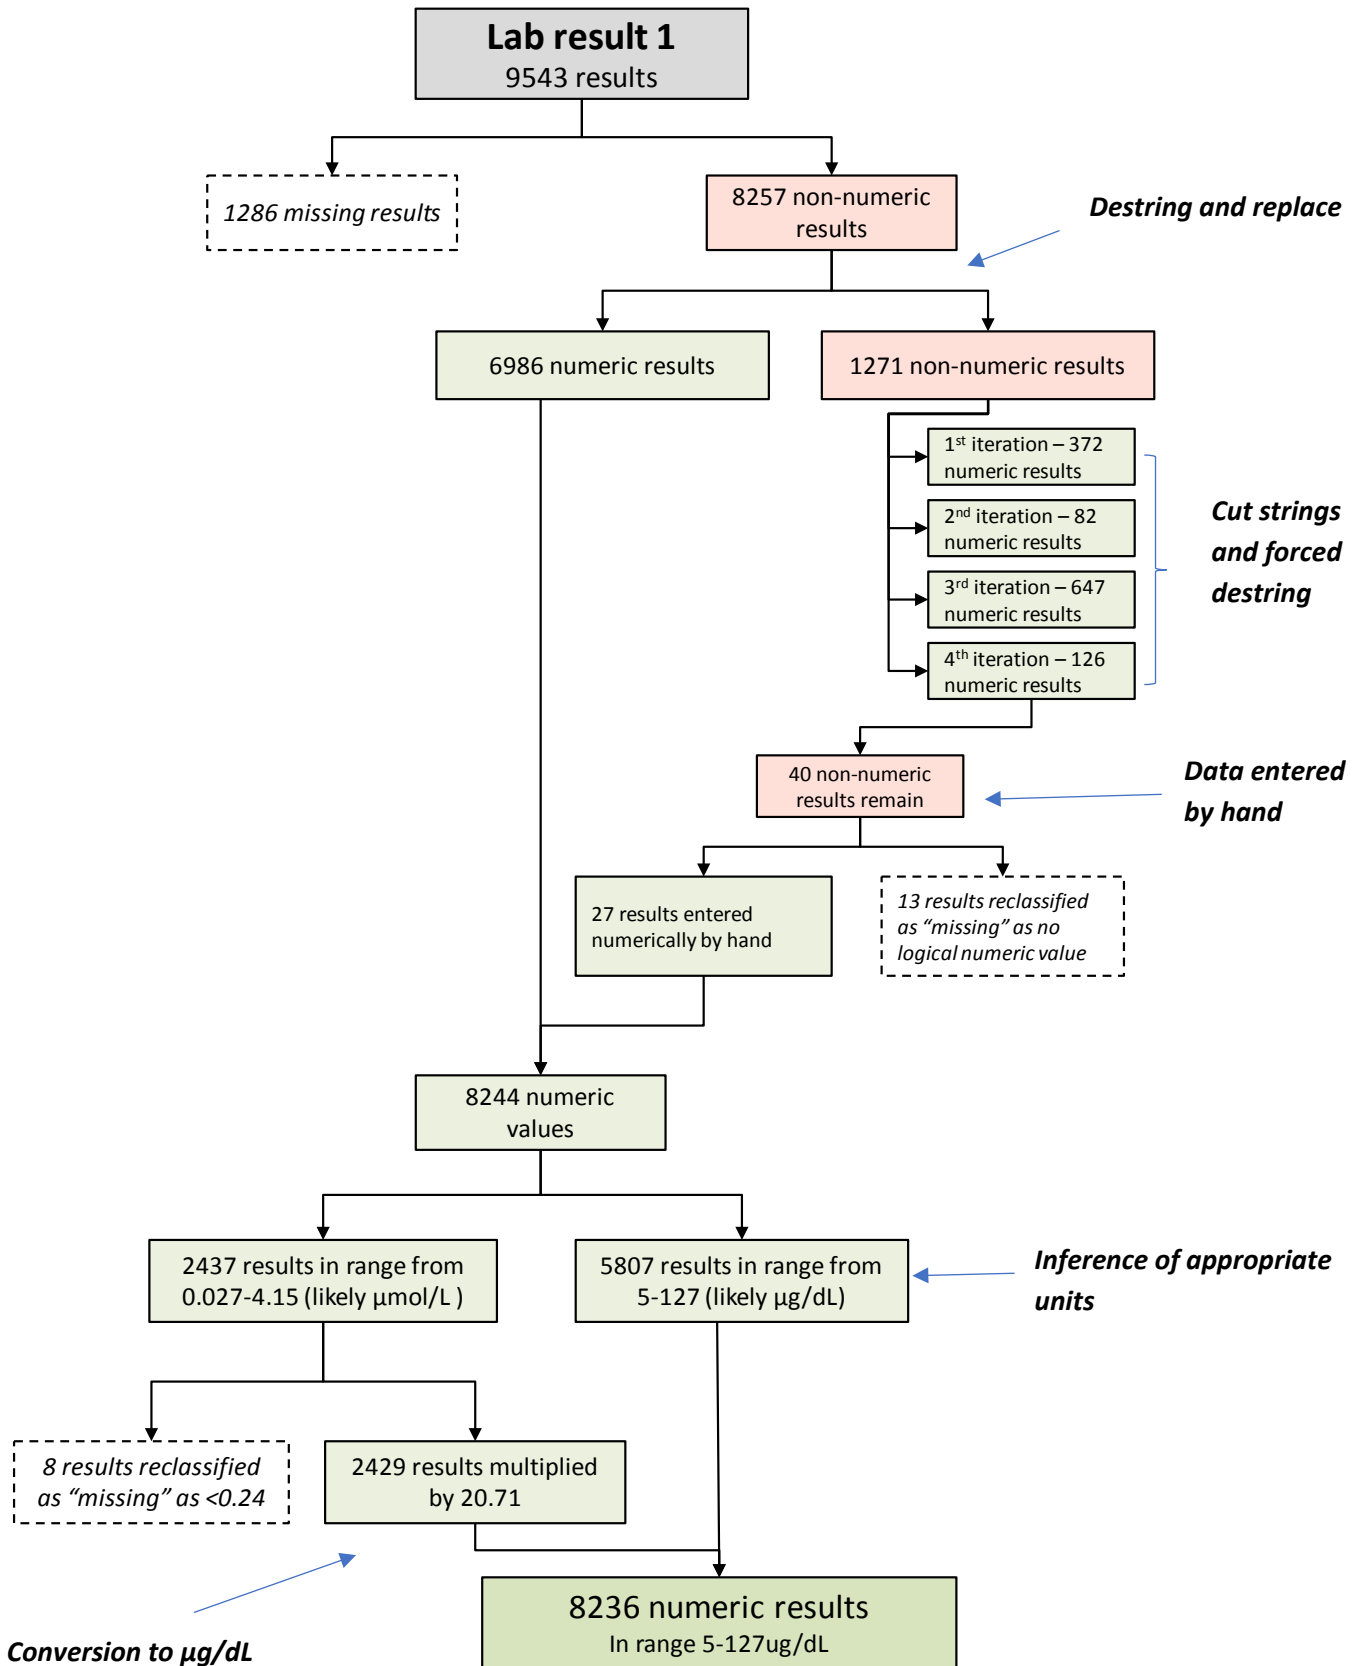 Lab result 1
9543 results
1286 missing results
8257 non-numeric
results
Destring and replace
6986 numeric results
1271 non-numeric results
1st iteration – 372
numeric results
2nd iteration – 82
numeric results
3rd iteration – 647
numeric results
4th iteration – 126
numeric results
Cut strings
and forced
destring
40 non-numeric
results remain
Data entered
by hand
27 results entered
numerically by hand
13 results reclassified
as “missing” as no
logical numeric value
8244 numeric
values
2437 results in range from
0.027-4.15 (likely µmol/L )
5807 results in range from
5-127 (likely µg/dL)
Inference of appropriate
units
8 results reclassified
as “missing” as <0.24
2429 results multiplied
by 20.71
8236 numeric results
In range 5-127ug/dL
Conversion to µg/dL